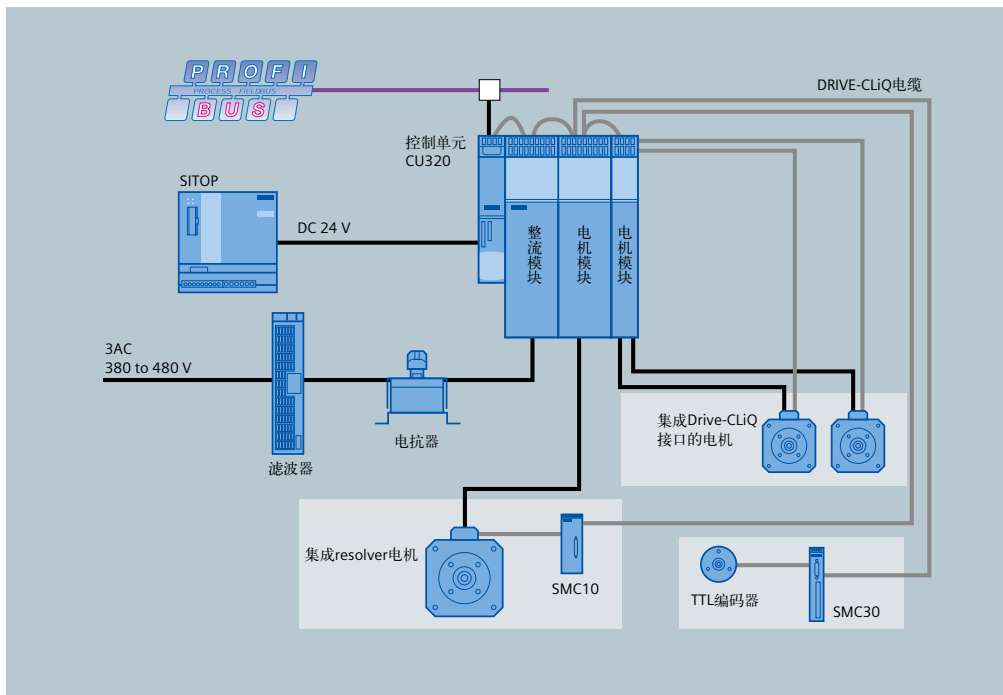 PROFI
PROCESS FIELDBUS
BUS
DRIVE-CLiQ电缆
控制单元
CU320
SITOP
DC 24 V
整流模块
电机模块
电机模块
3AC
380 to 480 V
滤波器
电抗器
集成Drive-CLiQ
接口的电机
集成resolver电机
SMC10
TTL编码器
SMC30